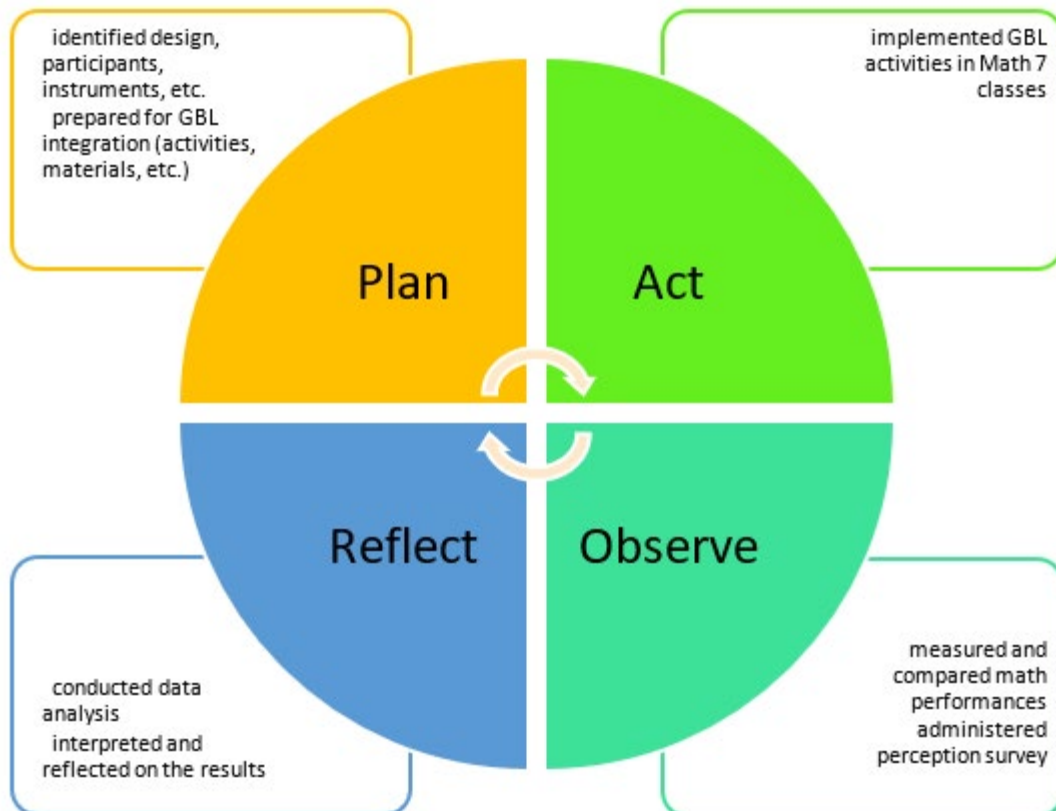 identified design,
participants,
instruments, etc.
prepared for GBL
integration (activities,
materials, etc.)
implemented GBL
activities in Math 7
classes
Plan
Act
Reflect
Observe
conducted data
analysis
interpreted and
reflected on the results
measured and
compared math
performances
administered
perception survey